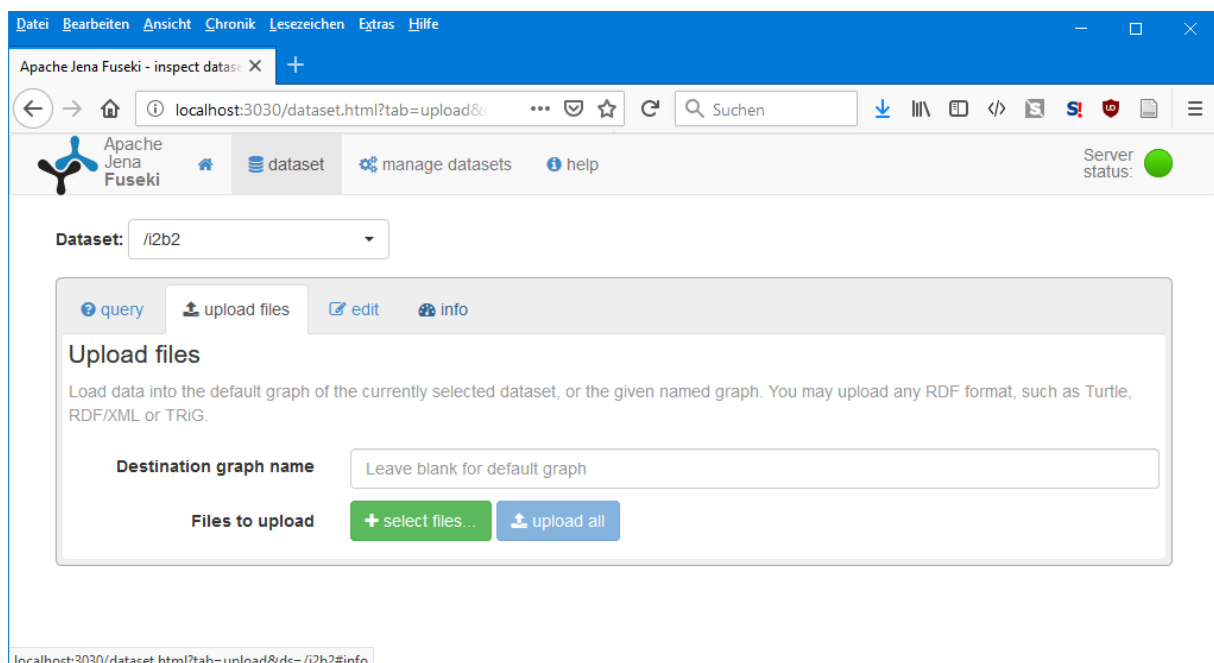 Datei Bearbeiten Ansicht Chronik Lesezeichen Extras Hilfe
Apache Jena Fuseki - inspect datase
localhost:3030/dataset.html?tab=upload&
Suchen
Apache
Jena
Fuseki
dataset
manage datasets
help
Server
status:
Dataset: /i2b2
query
upload files
edit
info
Upload files
Load data into the default graph of the currently selected dataset, or the given named graph. You may upload any RDF format, such as Turtle,
RDF/XML or TRiG.
Destination graph name
Leave blank for default graph
Files to upload
select files...
upload all
localhost:3030/dataset.html?tab=upload&ds=/i2b2#info